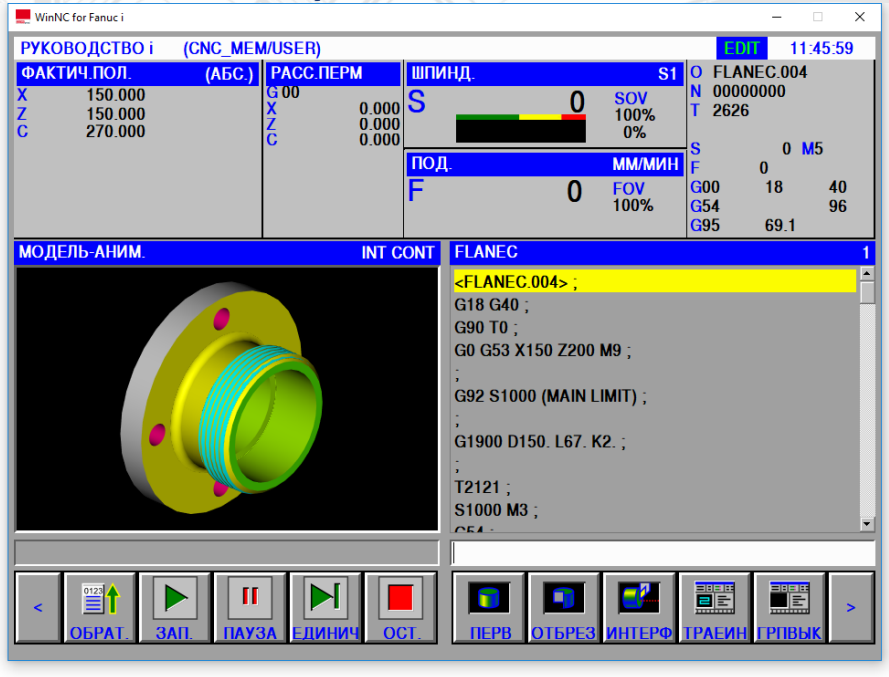 WinNC for Fanuc i
РУКОВОДСТВО i (CNC_MEM/USER) EDIT 11:45:59
ФАКТИЧ.ПОЛ. (АБС.)
X 150.000
Z 150.000
C 270.000
РАСС.ПЕРМ
G 00
X 0.000
Z 0.000
C 0.000
ШПИНД. S1
S 0 SOV
100%
0%
ПОД. ММ/МИН
F 0 FOV
100%
O FLANEC.004
N 00000000
T 2626
S 0 M5
F 0
G00 18 40
G54 96
G95 69.1
МОДЕЛЬ-АНИМ. INT CONT
FLANEC 1
<FLANEC.004> ;
G18 G40 ;
G90 T0 ;
G0 G53 X150 Z200 M9 ;
;
G92 S1000 (MAIN LIMIT) ;
;
G1900 D150. L67. K2. ;
;
T2121 ;
S1000 M3 ;
G54 ;
<
0123
ОБРАТ.
ЗАП.
ПАУЗА
ЕДИНИЧ
ОСТ.
ПЕРВ
ОТБРЕЗ
ИНТЕРФ
ТРАЕИН
ГРПВЫК
>